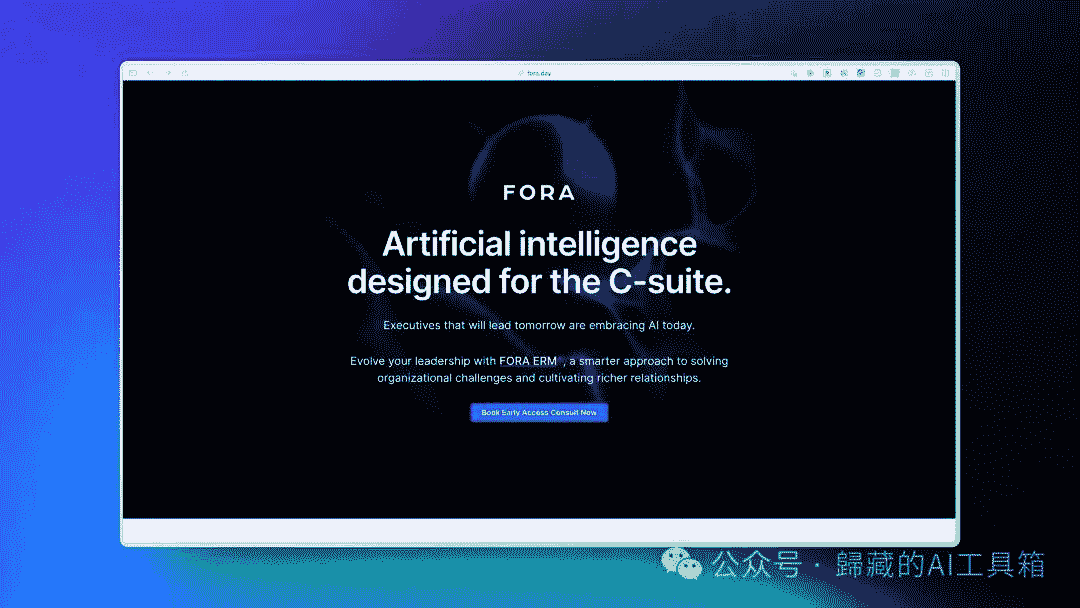 fora.day
FORA
Artificial intelligence
designed for the C-suite.
Executives that will lead tomorrow are embracing AI today.
Evolve your leadership with FORA ERM , a smarter approach to solving
organizational challenges and cultivating richer relationships.
Book Early Access Consult Now
公众号 · 歸藏的AI工具箱